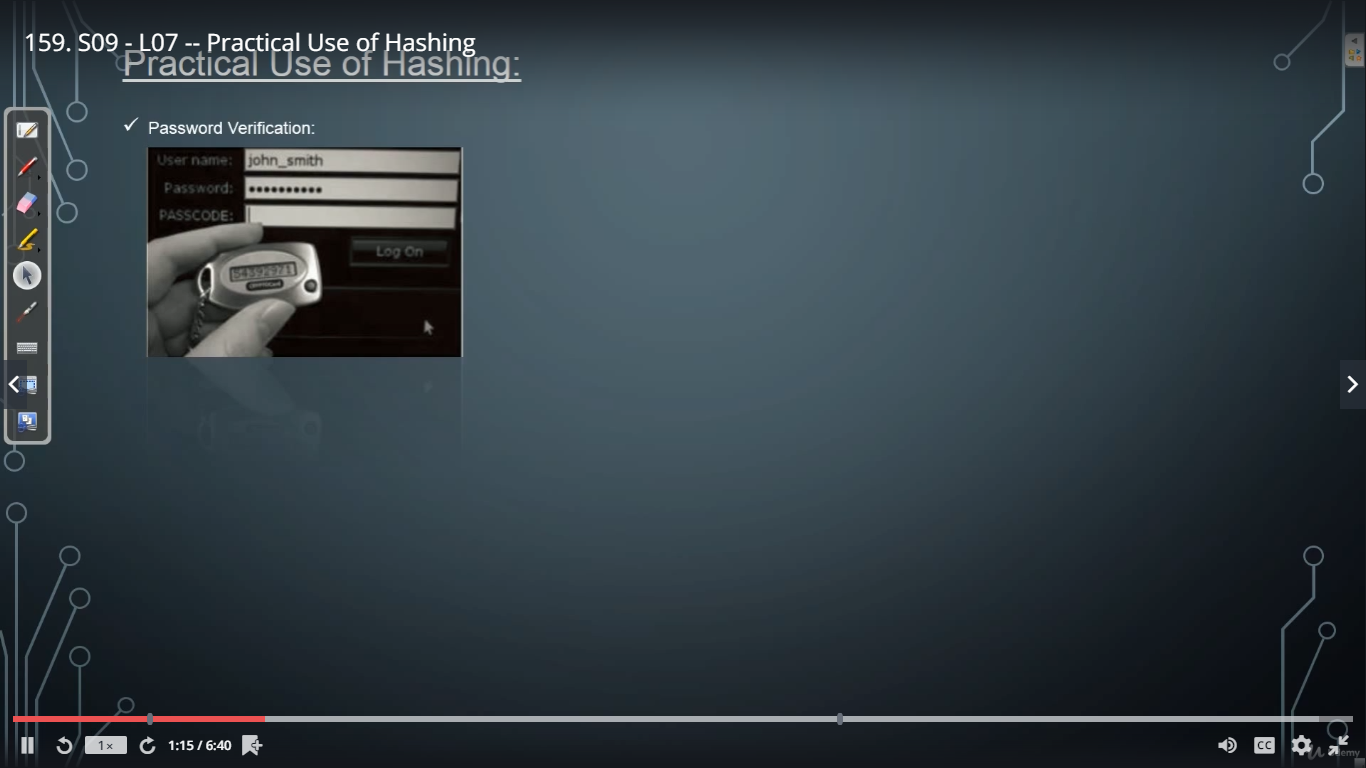 159. S09 - L07 -- Practical Use of Hashing
Practical Use of Hashing:
✓ Password Verification:
User name: john_smith
Password: ••••••••••
PASSCODE:
Log On
1x
1:15 / 6:40
CC